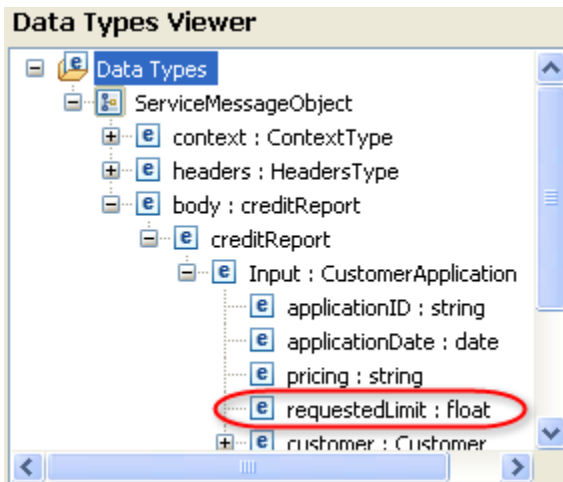 Data Types Viewer
Data Types
ServiceMessageObject
context : ContextType
headers : HeadersType
body : creditReport
creditReport
Input : CustomerApplication
applicationID : string
applicationDate : date
pricing : string
requestedLimit : float
customer : Customer